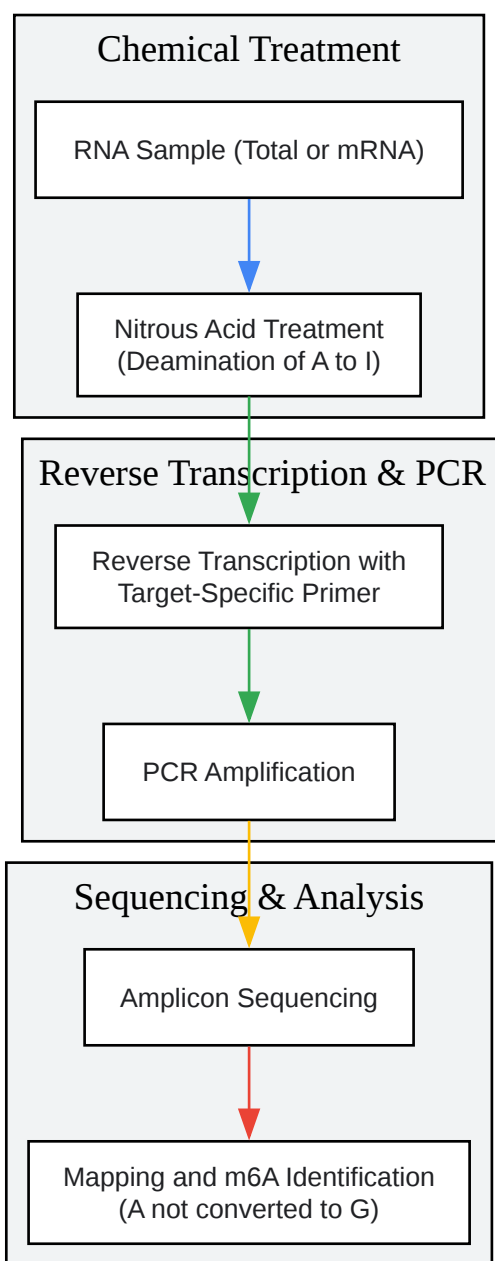 Chemical Treatment
RNA Sample (Total or mRNA)
Nitrous Acid Treatment
(Deamination of A to I)
Reverse Transcription & PCR
Reverse Transcription with
Target-Specific Primer
PCR Amplification
Sequencing & Analysis
Amplicon Sequencing
Mapping and m6A Identification
(A not converted to G)